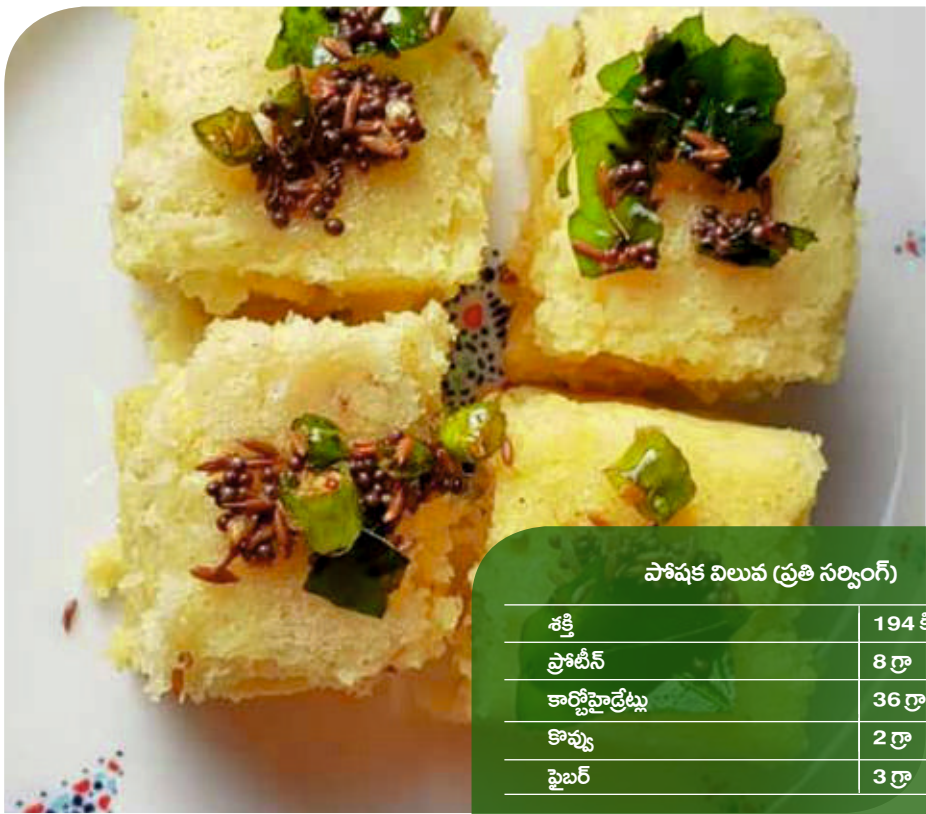 పోషక విలువ (ప్రతి సర్వింగ్)
శక్తి 194
ప్రోటీన్ 8 గ్రా
కార్బోహైడ్రేట్లు 36 గ్రా
కొవ్వు 2 గ్రా
ఫైబర్ 3 గ్రా